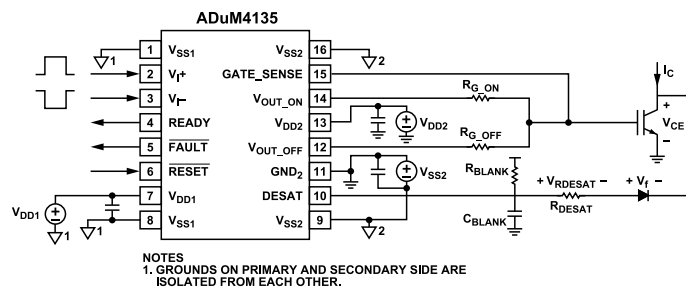 ADuM4135
1 VSS1 VSS2 16
1 2
2 VI+ GATE_SENSE 15
IC
3 VI– VOUT_ON 14
RG_ON
4 READY VDD2 13
VDD2
+
VCE
–
5 FAULT VOUT_OFF 12
RG_OFF
6 RESET GND2 11
VSS2
RBLANK
VDD1
7 VDD1 DESAT 10
+ VRDESAT – + Vf –
RDESAT
8 VSS1 VSS2 9
1 1 2
CBLANK
NOTES
1. GROUNDS ON PRIMARY AND SECONDARY SIDE ARE
ISOLATED FROM EACH OTHER.